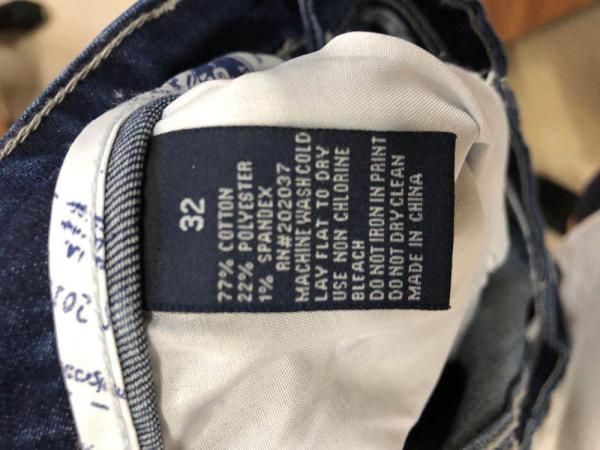 32
77% COTTON
22% POLYESTER
1% SPANDEX
RN#202037
MACHINE WASH COLD
LAY FLAT TO DRY
USE NON CHLORINE
BLEACH
DO NOT IRON IN PRINT
DO NOT DRY CLEAN
MADE IN CHINA